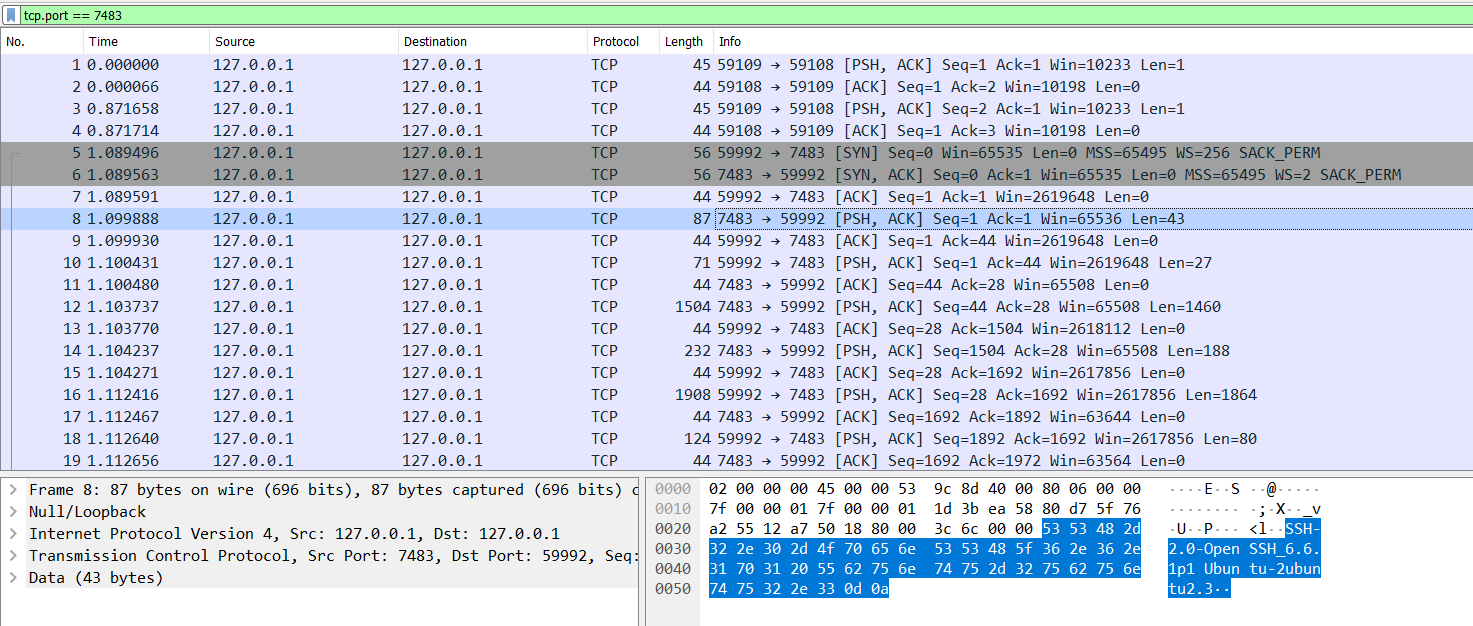 tcp.port == 7483
No. Time Source Destination Protocol Length Info
1 0.000000 127.0.0.1 127.0.0.1 TCP 45 59109 → 59108 [PSH, ACK] Seq=1 Ack=1 Win=10233 Len=1
2 0.000066 127.0.0.1 127.0.0.1 TCP 44 59108 → 59109 [ACK] Seq=1 Ack=2 Win=10198 Len=0
3 0.871658 127.0.0.1 127.0.0.1 TCP 45 59109 → 59108 [PSH, ACK] Seq=2 Ack=1 Win=10233 Len=1
4 0.871714 127.0.0.1 127.0.0.1 TCP 44 59108 → 59109 [ACK] Seq=1 Ack=3 Win=10198 Len=0
5 1.089496 127.0.0.1 127.0.0.1 TCP 56 59992 → 7483 [SYN] Seq=0 Win=65535 Len=0 MSS=65495 WS=256 SACK_PERM
6 1.089563 127.0.0.1 127.0.0.1 TCP 56 7483 → 59992 [SYN, ACK] Seq=0 Ack=1 Win=65535 Len=0 MSS=65495 WS=2 SACK_PERM
7 1.089591 127.0.0.1 127.0.0.1 TCP 44 59992 → 7483 [ACK] Seq=1 Ack=1 Win=2619648 Len=0
8 1.099888 127.0.0.1 127.0.0.1 TCP 87 7483 → 59992 [PSH, ACK] Seq=1 Ack=1 Win=65536 Len=43
9 1.099930 127.0.0.1 127.0.0.1 TCP 44 59992 → 7483 [ACK] Seq=1 Ack=44 Win=2619648 Len=0
10 1.100431 127.0.0.1 127.0.0.1 TCP 71 59992 → 7483 [PSH, ACK] Seq=1 Ack=44 Win=2619648 Len=27
11 1.100480 127.0.0.1 127.0.0.1 TCP 44 7483 → 59992 [ACK] Seq=44 Ack=28 Win=65508 Len=0
12 1.103737 127.0.0.1 127.0.0.1 TCP 1504 7483 → 59992 [PSH, ACK] Seq=44 Ack=28 Win=65508 Len=1460
13 1.103770 127.0.0.1 127.0.0.1 TCP 44 59992 → 7483 [ACK] Seq=28 Ack=1504 Win=2618112 Len=0
14 1.104237 127.0.0.1 127.0.0.1 TCP 232 7483 → 59992 [PSH, ACK] Seq=1504 Ack=28 Win=65508 Len=188
15 1.104271 127.0.0.1 127.0.0.1 TCP 44 59992 → 7483 [ACK] Seq=28 Ack=1692 Win=2617856 Len=0
16 1.112416 127.0.0.1 127.0.0.1 TCP 1908 59992 → 7483 [PSH, ACK] Seq=28 Ack=1692 Win=2617856 Len=1864
17 1.112467 127.0.0.1 127.0.0.1 TCP 44 7483 → 59992 [ACK] Seq=1692 Ack=1892 Win=63644 Len=0
18 1.112640 127.0.0.1 127.0.0.1 TCP 124 59992 → 7483 [PSH, ACK] Seq=1892 Ack=1692 Win=2617856 Len=80
19 1.112656 127.0.0.1 127.0.0.1 TCP 44 7483 → 59992 [ACK] Seq=1692 Ack=1972 Win=63564 Len=0
Frame 8: 87 bytes on wire (696 bits), 87 bytes captured (696 bits) o
Null/Loopback
Internet Protocol Version 4, Src: 127.0.0.1, Dst: 127.0.0.1
Transmission Control Protocol, Src Port: 7483, Dst Port: 59992, Seq:
Data (43 bytes)
0000 02 00 00 00 45 00 00 53 9c 8d 40 00 80 06 00 00 ····E··S ··@·····
0010 7f 00 00 01 7f 00 00 01 1d 3b ea 58 80 d7 5f 76 ········ ·;·X··_v
0020 a2 55 12 a7 50 18 80 00 3c 6c 00 00 53 53 48 2d ·U··P··· <l··SSH-
0030 32 2e 30 2d 4f 70 65 6e 53 53 48 5f 36 2e 36 2e 2.0-Open SSH_6.6.
0040 31 70 31 20 55 62 75 6e 74 75 2d 32 75 62 75 6e 1p1 Ubun tu-2ubun
0050 74 75 32 2e 33 0d 0a tu2.3··